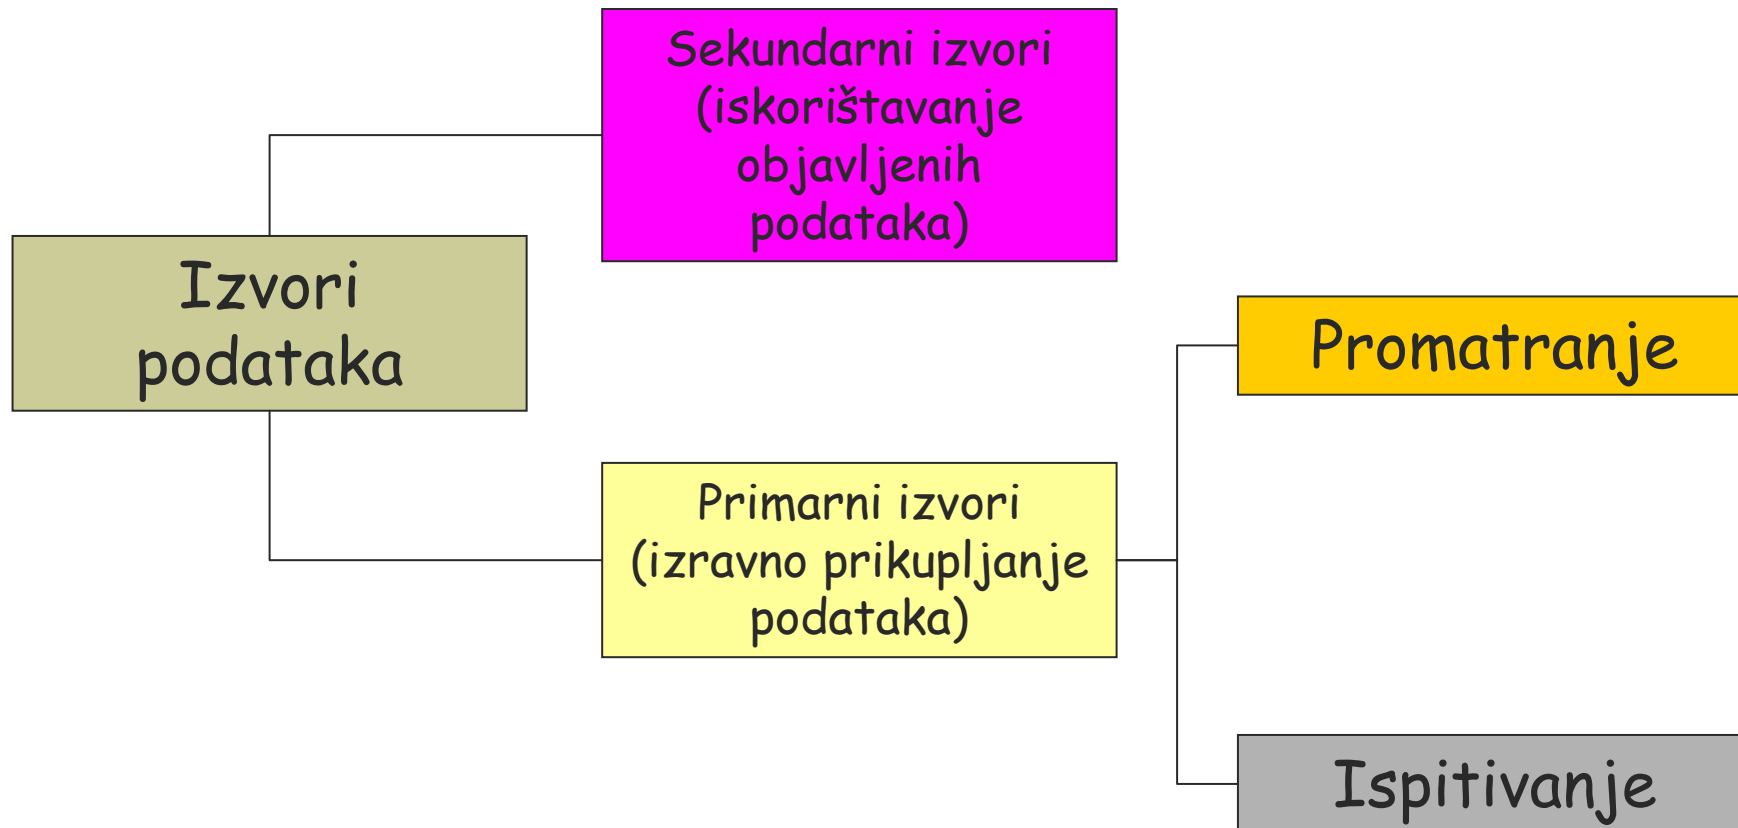 Sekundarni izvori
(iskorištavanje
objavljenih
podataka)
Izvori
podataka
Promatranje
Primarni izvori
(izravno prikupljanje
podataka)
Ispitivanje